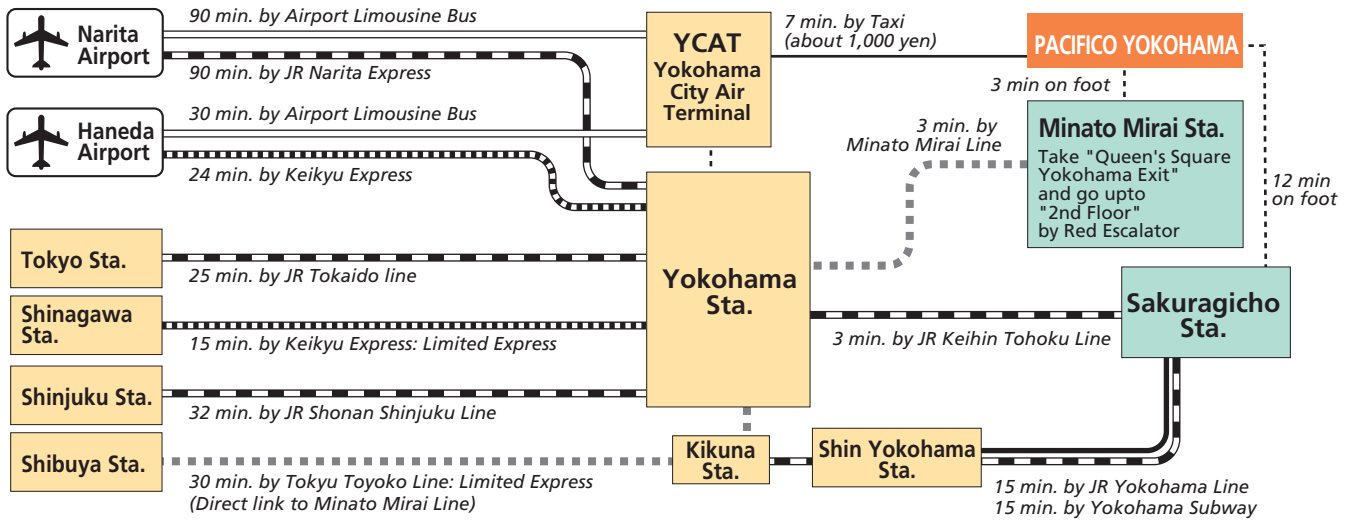 90 min. by Airport Limousine Bus
Narita
Airport
90 min. by JR Narita Express
30 min. by Airport Limousine Bus
Haneda
Airport
24 min. by Keikyu Express
YCAT
Yokohama
City Air
Terminal
7 min. by Taxi
(about 1,000 yen)
PACIFICO YOKOHAMA
3 min on foot
3 min. by
Minato Mirai Line
Minato Mirai Sta.
Take "Queen's Square
Yokohama Exit"
and go upto
"2nd Floor"
by Red Escalator
12 min
on foot
Tokyo Sta.
25 min. by JR Tokaido line
Shinagawa
Sta.
15 min. by Keikyu Express: Limited Express
Shinjuku Sta.
32 min. by JR Shonan Shinjuku Line
Shibuya Sta.
30 min. by Tokyu Toyoko Line: Limited Express
(Direct link to Minato Mirai Line)
Yokohama
Sta.
3 min. by JR Keihin Tohoku Line
Sakuragicho
Sta.
Kikuna
Sta.
Shin Yokohama
Sta.
15 min. by JR Yokohama Line
15 min. by Yokohama Subway